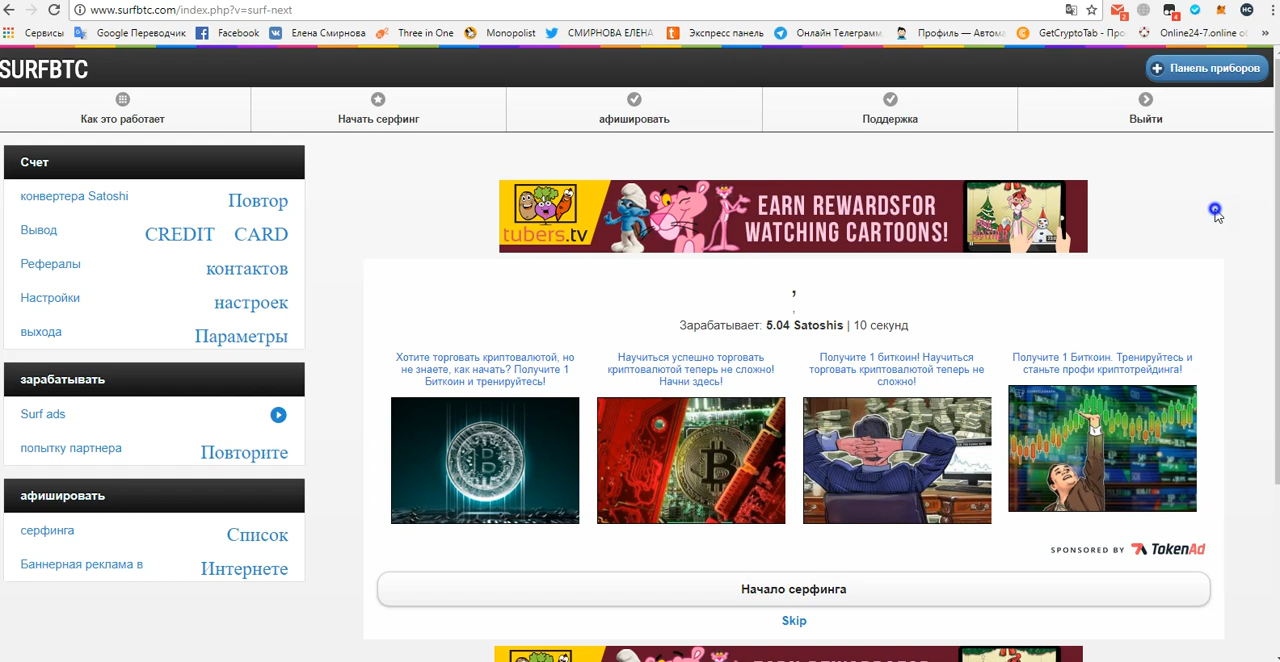 www.surfbtc.com/index.php?v=surf-next
2
4
HC
Сервисы Google Переводчик Facebook Елена Смирнова Three in One Monopolist СМИРНОВА ЕЛЕНА Экспресс панель Онлайн Телеграмм Профиль — Автома GetCryptoTab - Про Online24-7.online о »
SURFBTC
Панель приборов
Как это работает
Начать серфинг
афишировать
Поддержка
Выйти
Счет
конвертера Satoshi Повтор
Вывод CREDIT CARD
Рефералы контактов
Настройки настроек
выхода Параметры
зарабатывать
Surf ads
попытку партнера Повторите
афишировать
серфинга Список
Баннерная реклама в Интернете
tubers.tv
EARN REWARDSFOR
WATCHING CARTOONS!
,
,
Зарабатывает: 5.04 Satoshis | 10 секунд
Хотите торговать криптовалютой, но
не знаете, как начать? Получите 1
Биткоин и тренируйтесь!
Научиться успешно торговать
криптовалютой теперь не сложно!
Начни здесь!
Получите 1 биткоин! Научиться
торговать криптовалютой теперь не
сложно!
Получите 1 Биткоин. Тренируйтесь и
станьте профи криптотрейдинга!
SPONSORED BY TokenAd
Начало серфинга
Skip